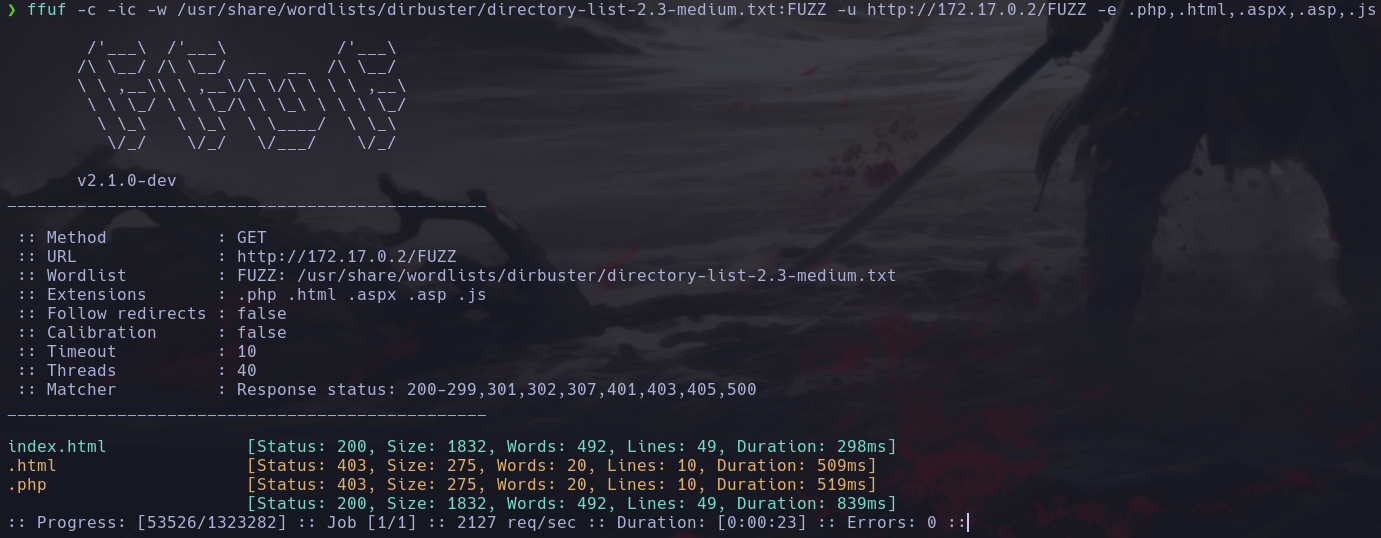 ❯ ffuf -c -ic -w /usr/share/wordlists/dirbuster/directory-list-2.3-medium.txt:FUZZ -u http://172.17.0.2/FUZZ -e .php,.html,.aspx,.asp,.js
        /'___\  /'___\           /'___\
       /\ \__/ /\ \__/  __  __  /\ \__/
       \ \ ,__\\ \ ,__\/\ \/\ \ \ \ ,__\
        \ \ \_/ \ \ \_/\ \ \_\ \ \ \ \_/
         \ \_\   \ \_\  \ \____/  \ \_\
          \/_/    \/_/   \/___/    \/_/
       v2.1.0-dev
________________________________________________
 :: Method           : GET
 :: URL              : http://172.17.0.2/FUZZ
 :: Wordlist         : FUZZ: /usr/share/wordlists/dirbuster/directory-list-2.3-medium.txt
 :: Extensions       : .php .html .aspx .asp .js
 :: Follow redirects : false
 :: Calibration      : false
 :: Timeout          : 10
 :: Threads          : 40
 :: Matcher          : Response status: 200-299,301,302,307,401,403,405,500
________________________________________________
index.html              [Status: 200, Size: 1832, Words: 492, Lines: 49, Duration: 298ms]
.html                   [Status: 403, Size: 275, Words: 20, Lines: 10, Duration: 509ms]
.php                    [Status: 403, Size: 275, Words: 20, Lines: 10, Duration: 519ms]
                        [Status: 200, Size: 1832, Words: 492, Lines: 49, Duration: 839ms]
:: Progress: [53526/1323282] :: Job [1/1] :: 2127 req/sec :: Duration: [0:00:23] :: Errors: 0 ::